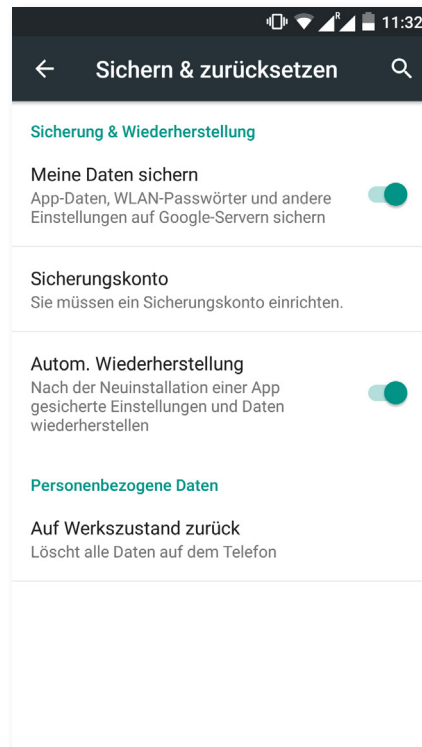 R 11:32
Sichern & zurücksetzen
Sicherung & Wiederherstellung
Meine Daten sichern
App-Daten, WLAN-Passwörter und andere
Einstellungen auf Google-Servern sichern
Sicherungskonto
Sie müssen ein Sicherungskonto einrichten.
Autom. Wiederherstellung
Nach der Neuinstallation einer App
gesicherte Einstellungen und Daten
wiederherstellen
Personenbezogene Daten
Auf Werkszustand zurück
Löscht alle Daten auf dem Telefon